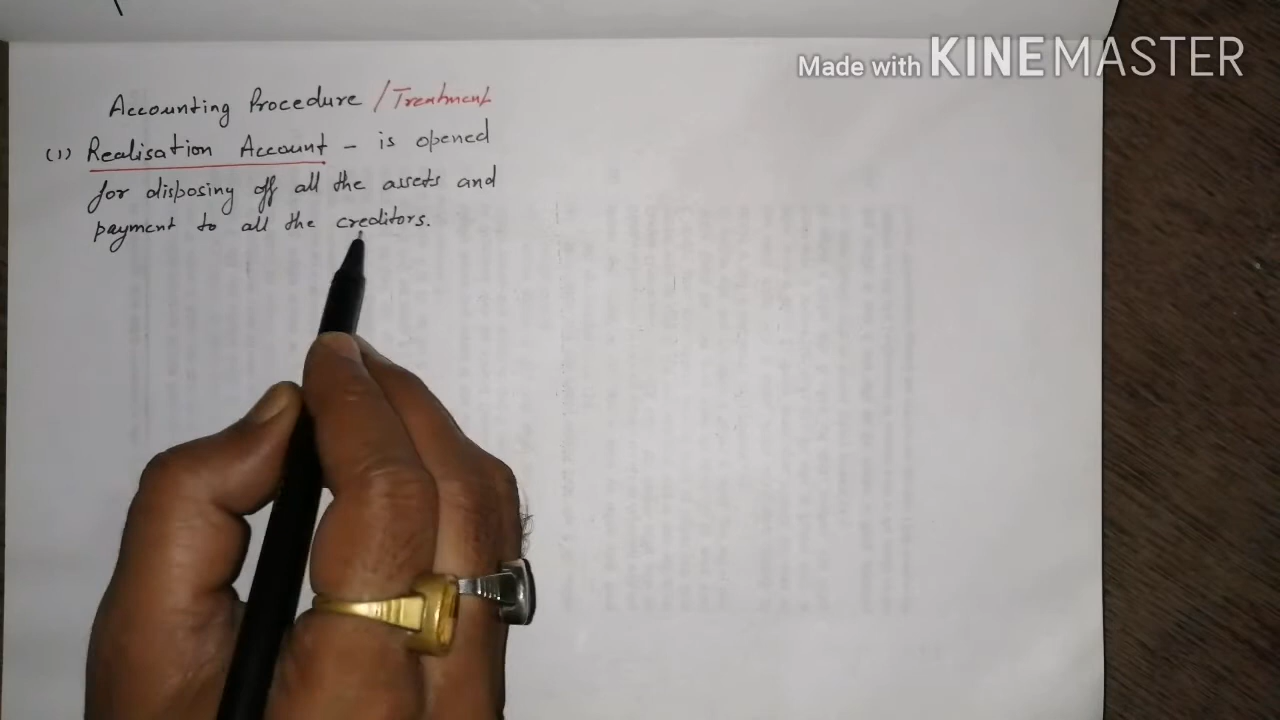 Made with KINEMASTER
Accounting Procedure / Treatment
(1) Realisation Account - is opened
for disposing off all the assets and
payment to all the creditors.